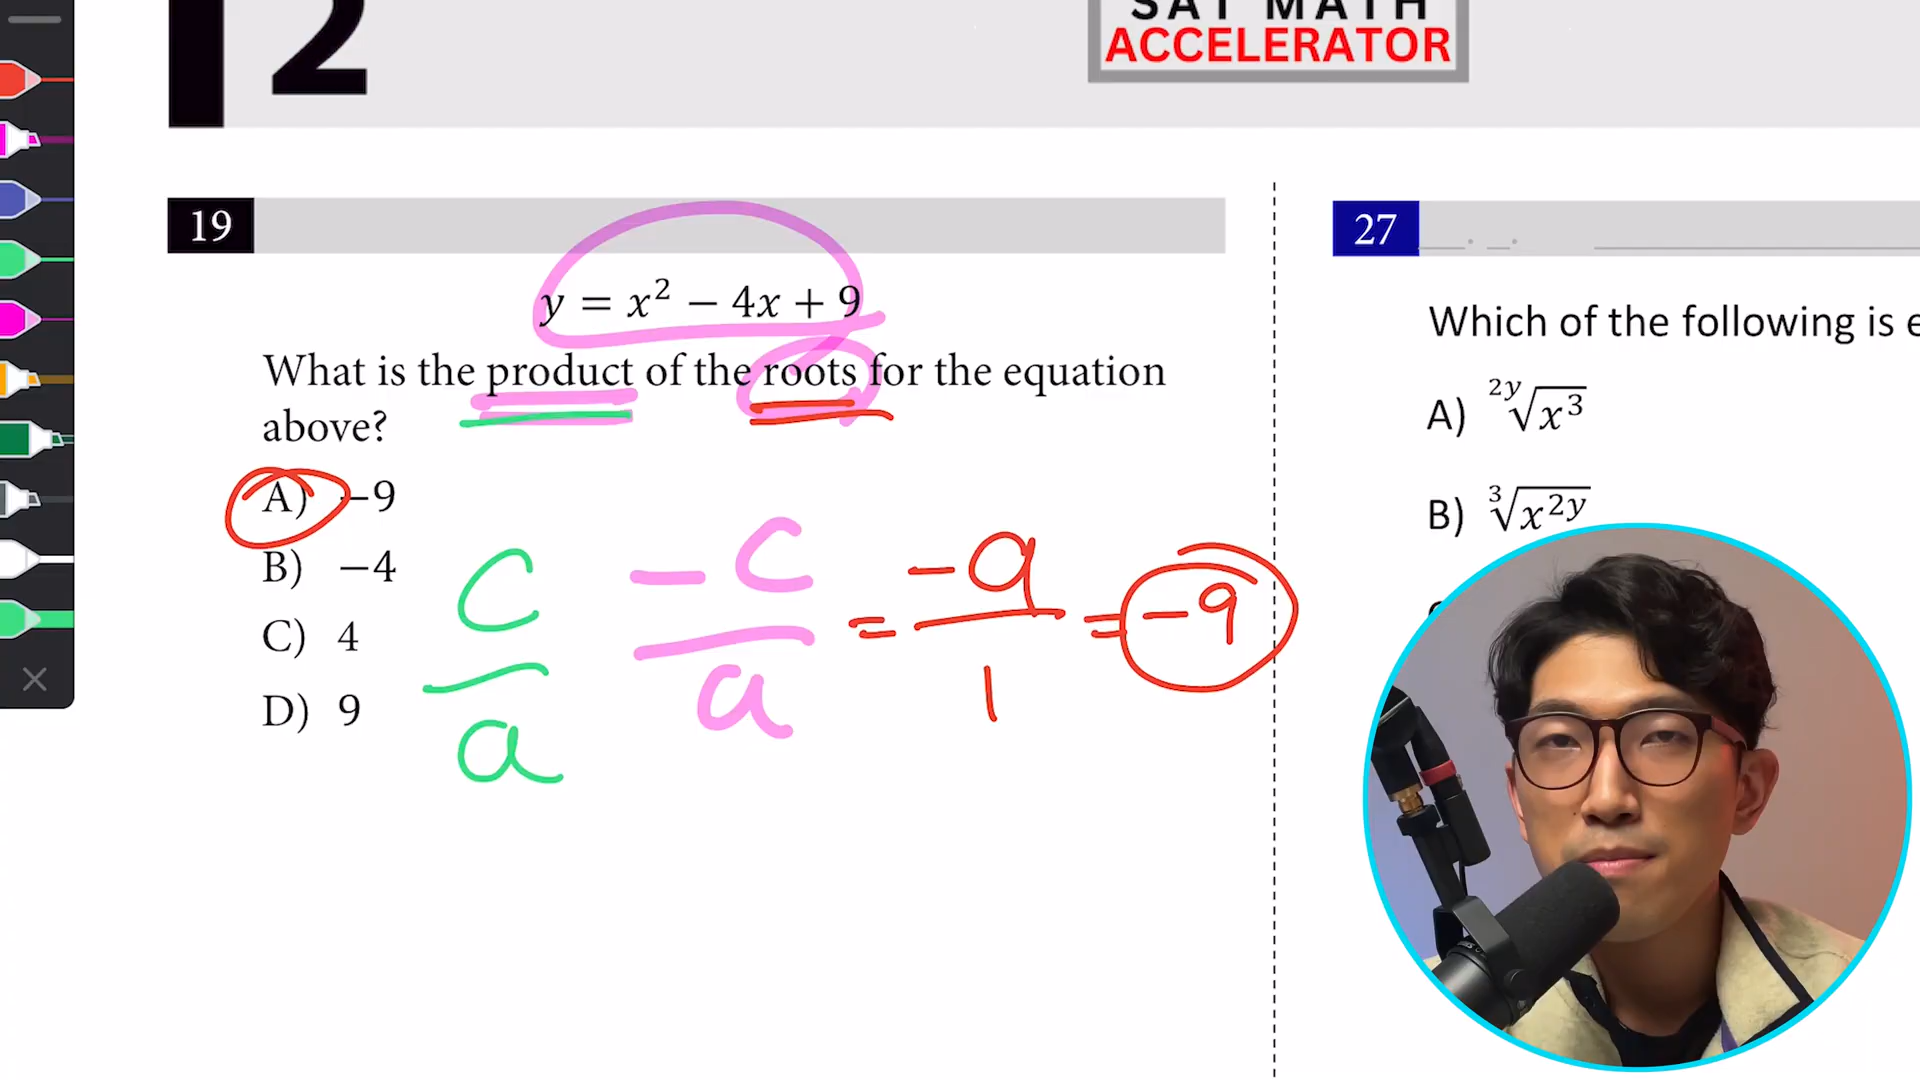 12
SAT MATH
ACCELERATOR
19
y = x² − 4x + 9
What is the product of the roots for the equation
above?
A) −9
B) −4
C) 4
D) 9
c/a
-c/a = -9/1 = -9
27
Which of the following is e
A) ^{2y}√x³
B) ³√x^{2y}